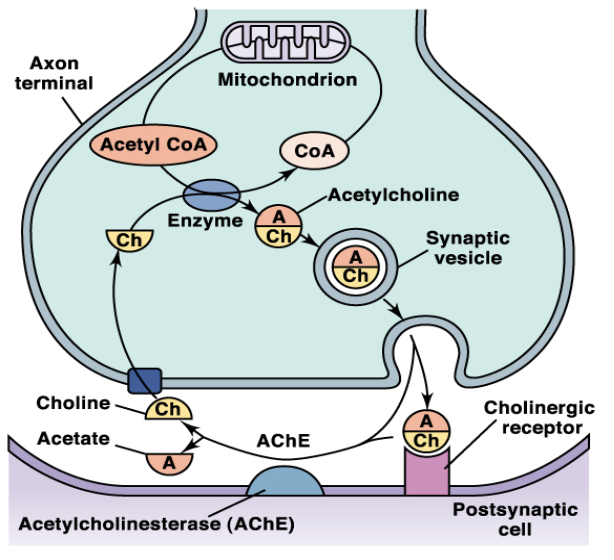 Axon
terminal
Mitochondrion
Acetyl CoA
CoA
Enzyme
Acetylcholine
A
Ch
Ch
Synaptic
vesicle
A
Ch
Choline
Ch
Acetate
A
AChE
A
Ch
Cholinergic
receptor
Acetylcholinesterase (AChE)
Postsynaptic
cell